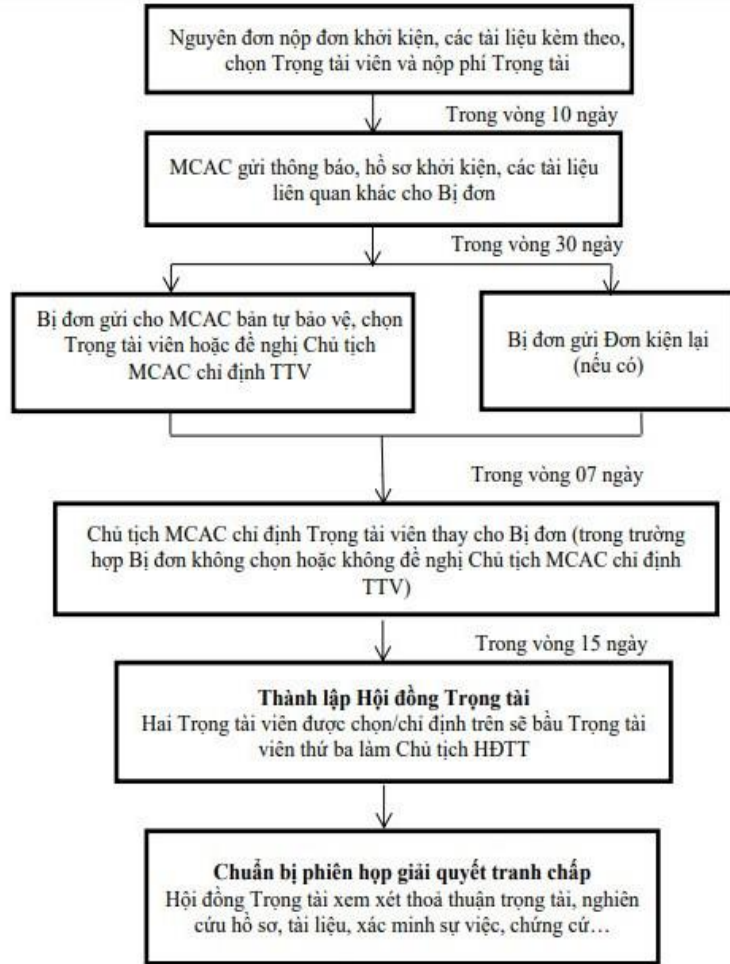 Nguyên đơn nộp đơn khởi kiện, các tài liệu kèm theo,
chọn Trọng tài viên và nộp phí Trọng tài
Trong vòng 10 ngày
MCAC gửi thông báo, hồ sơ khởi kiện, các tài liệu
liên quan khác cho Bị đơn
Trong vòng 30 ngày
Bị đơn gửi cho MCAC bản tự bảo vệ, chọn
Trọng tài viên hoặc đề nghị Chủ tịch
MCAC chỉ định TTV
Bị đơn gửi Đơn kiện lại
(nếu có)
Trong vòng 07 ngày
Chủ tịch MCAC chỉ định Trọng tài viên thay cho Bị đơn (trong trường
hợp Bị đơn không chọn hoặc không đề nghị Chủ tịch MCAC chỉ định
TTV)
Trong vòng 15 ngày
Thành lập Hội đồng Trọng tài
Hai Trọng tài viên được chọn/chỉ định trên sẽ bầu Trọng tài
viên thứ ba làm Chủ tịch HĐTT
Chuẩn bị phiên họp giải quyết tranh chấp
Hội đồng Trọng tài xem xét thoả thuận trọng tài, nghiên
cứu hồ sơ, tài liệu, xác minh sự việc, chứng cứ…